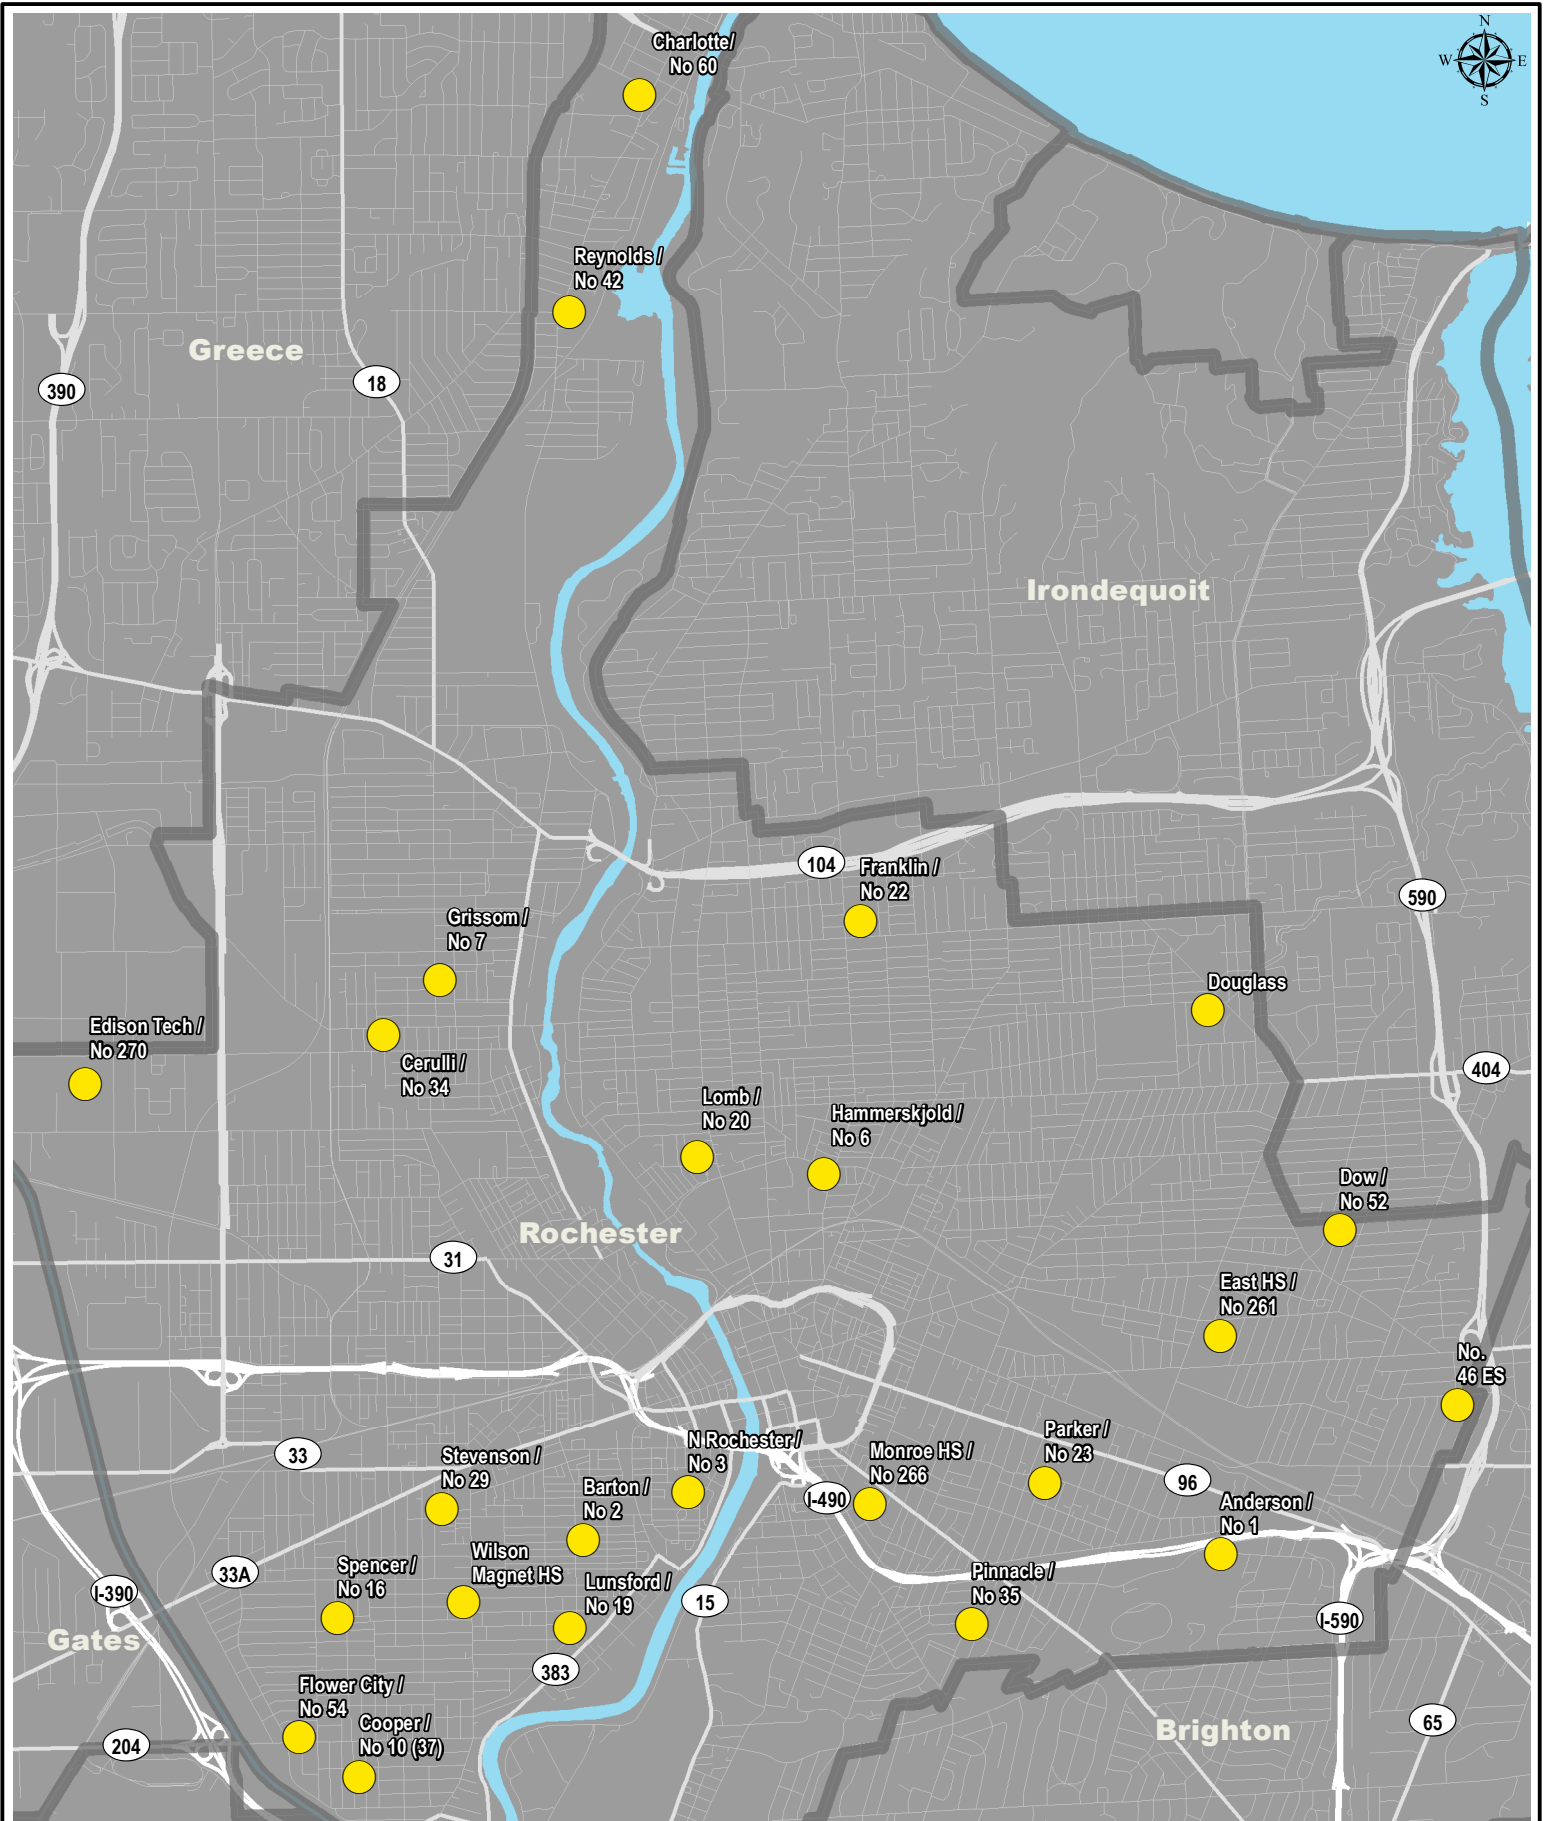 N
W
E
S
Charlotte/
No 60
Reynolds /
No 42
Greece
390
18
Irondequoit
104
Franklin /
No 22
590
Grissom /
No 7
Douglass
Edison Tech /
No 270
Cerulli /
No 34
404
Lomb /
No 20
Hammerskjold /
No 6
Dow /
No 52
Rochester
31
East HS /
No 261
No.
46 ES
33
Stevenson /
No 29
N Rochester /
No 3
Monroe HS /
No 266
Parker /
No 23
96
Barton /
No 2
I-490
Anderson /
No 1
33A
Spencer /
No 16
Wilson
Magnet HS
Lunsford /
No 19
15
Pinnacle /
No 35
I-390
I-590
Gates
383
Flower City /
No 54
Cooper /
No 10 (37)
204
Brighton
65